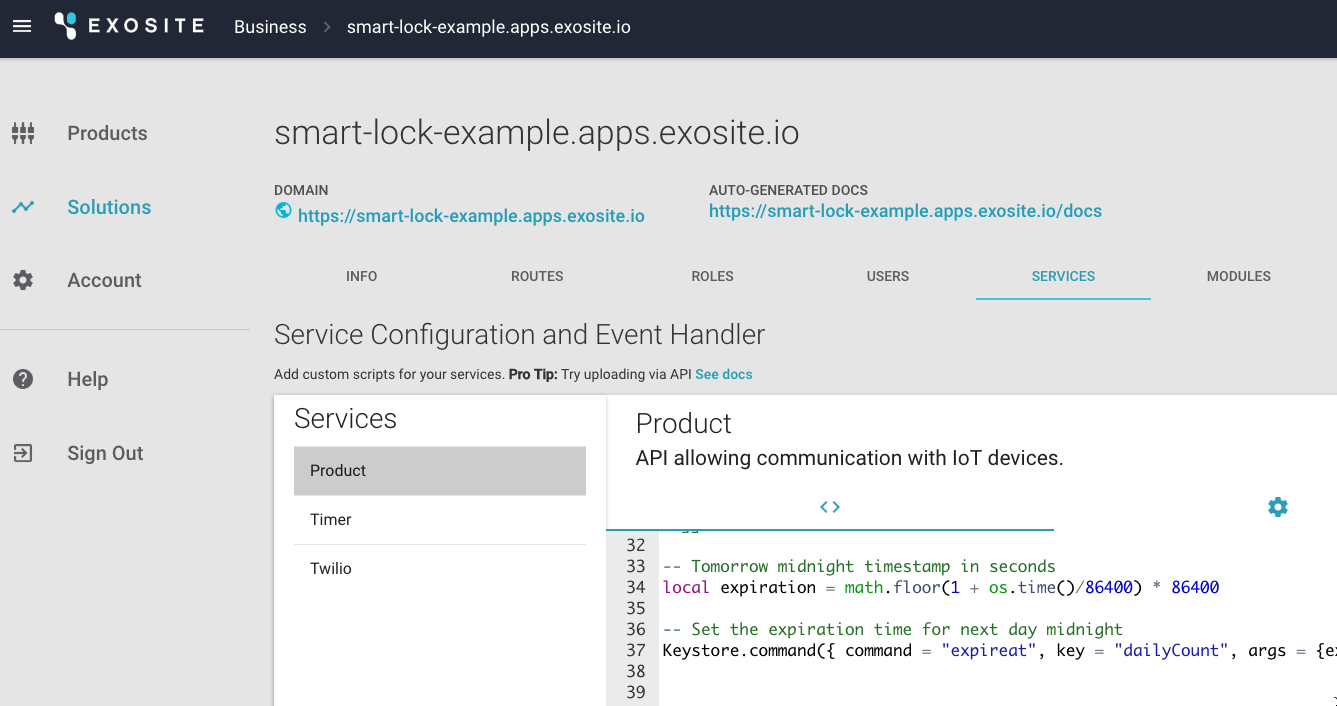 EXOSITE Business > smart-lock-example.apps.exosite.io
Products
Solutions
Account
Help
Sign Out
smart-lock-example.apps.exosite.io
DOMAIN
https://smart-lock-example.apps.exosite.io
AUTO-GENERATED DOCS
https://smart-lock-example.apps.exosite.io/docs
INFO ROUTES ROLES USERS SERVICES MODULES
Service Configuration and Event Handler
Add custom scripts for your services. Pro Tip: Try uploading via API See docs
Services
Product
Timer
Twilio
Product
API allowing communication with IoT devices.
<>
32
33 -- Tomorrow midnight timestamp in seconds
34 local expiration = math.floor(1 + os.time()/86400) * 86400
35
36 -- Set the expiration time for next day midnight
37 Keystore.command({ command = "expireat", key = "dailyCount", args = {ex
38
39